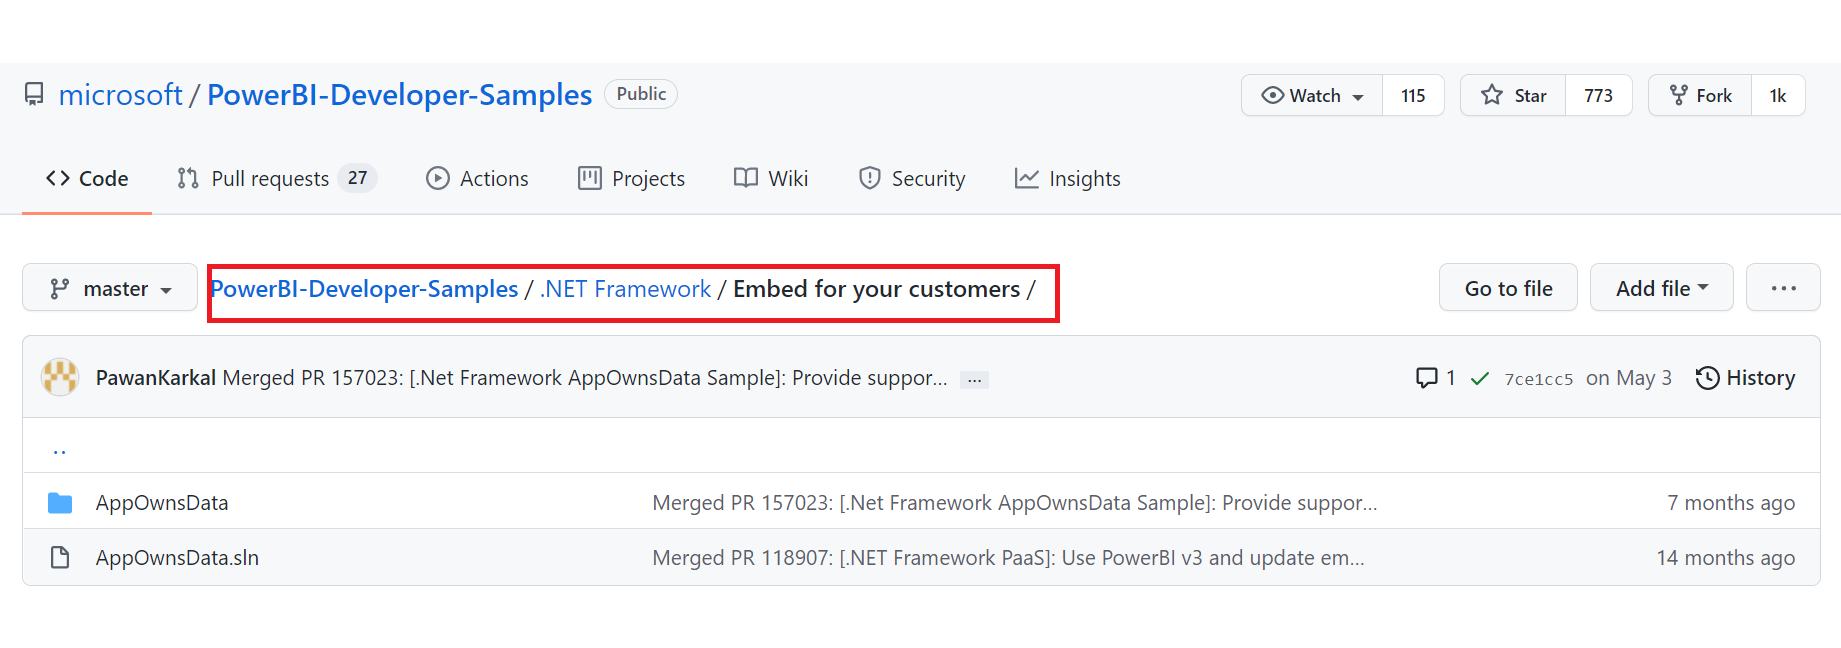 microsoft / PowerBI-Developer-Samples Public Watch 115 Star 773 Fork 1k
Code Pull requests 27 Actions Projects Wiki Security Insights
master PowerBI-Developer-Samples / .NET Framework / Embed for your customers / Go to file Add file ...
PawanKarkal Merged PR 157023: [.Net Framework AppOwnsData Sample]: Provide suppor... ... 1 7ce1cc5 on May 3 History
..
AppOwnsData Merged PR 157023: [.Net Framework AppOwnsData Sample]: Provide suppor... 7 months ago
AppOwnsData.sln Merged PR 118907: [.NET Framework PaaS]: Use PowerBI v3 and update em... 14 months ago